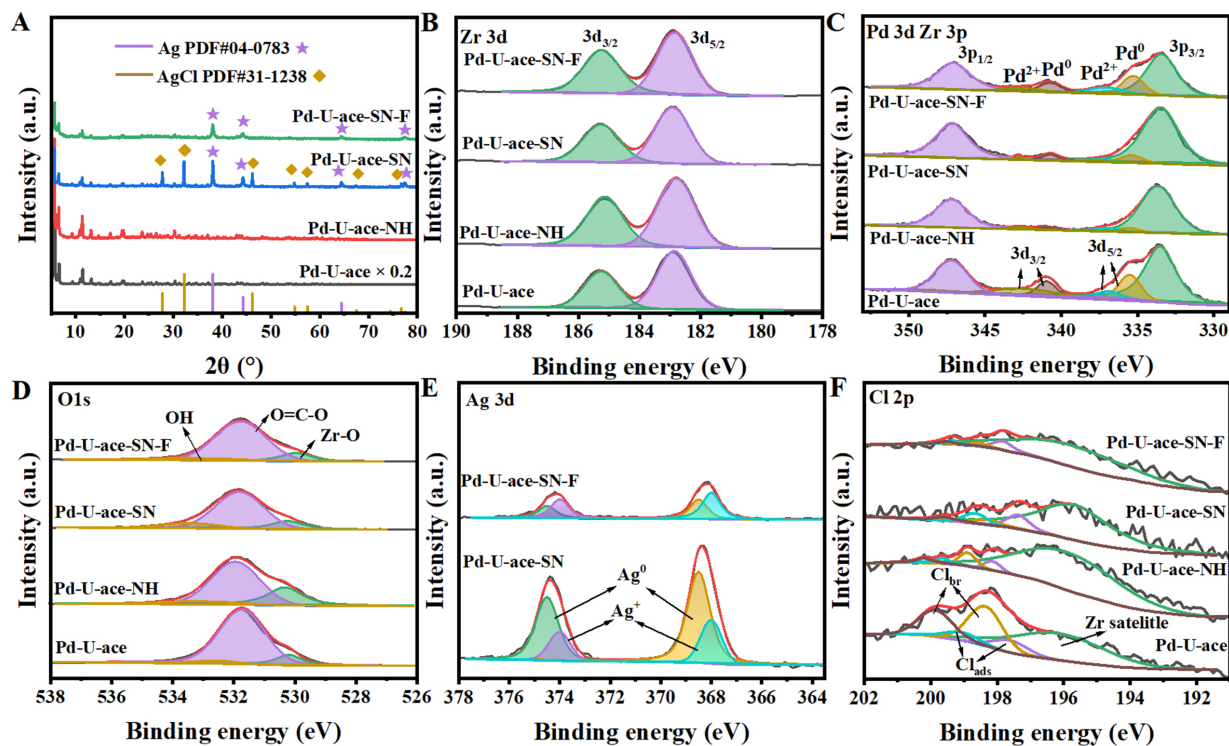 A
Ag PDF#04-0783
AgCl PDF#31-1238
Pd-U-ace-SN-F
Pd-U-ace-SN
Pd-U-ace-NH
Pd-U-ace × 0.2
10 20 30 40 50 60 70 80
2θ (°)
Intensity (a.u.)
B
Zr 3d
3d3/2
3d5/2
Pd-U-ace-SN-F
Pd-U-ace-SN
Pd-U-ace-NH
Pd-U-ace
190 188 186 184 182 180 178
Binding energy (eV)
Intensity (a.u.)
C
Pd 3d Zr 3p
3p1/2
Pd2+
Pd0
Pd2+
Pd0
3p3/2
Pd-U-ace-SN-F
Pd-U-ace-SN
Pd-U-ace-NH
3d3/2
3d5/2
Pd-U-ace
350 345 340 335 330
Binding energy (eV)
Intensity (a.u.)
D
O1s
OH
O=C-O
Zr-O
Pd-U-ace-SN-F
Pd-U-ace-SN
Pd-U-ace-NH
Pd-U-ace
538 536 534 532 530 528 526
Binding energy (eV)
Intensity (a.u.)
E
Ag 3d
Pd-U-ace-SN-F
Pd-U-ace-SN
Ag0
Ag+
378 376 374 372 370 368 366 364
Binding energy (eV)
Intensity (a.u.)
F
Cl 2p
Pd-U-ace-SN-F
Pd-U-ace-SN
Pd-U-ace-NH
Clbr
Zr satelitle
Pd-U-ace
Clads
202 200 198 196 194 192
Binding energy (eV)
Intensity (a.u.)